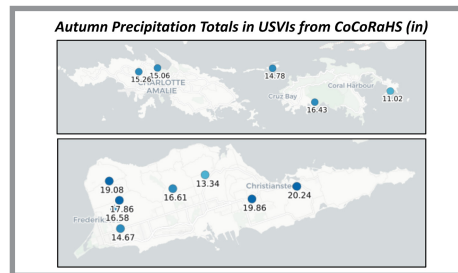 Autumn Precipitation Totals in USVIs from CoCoRaHS (in)
15.26
15.06
CHARLOTTE
AMALIE
14.78
Cruz Bay
Coral Harbour
11.02
16.43
19.08
13.34
16.61
Christiansted
20.24
17.86
19.86
Frederik
16.58
14.67